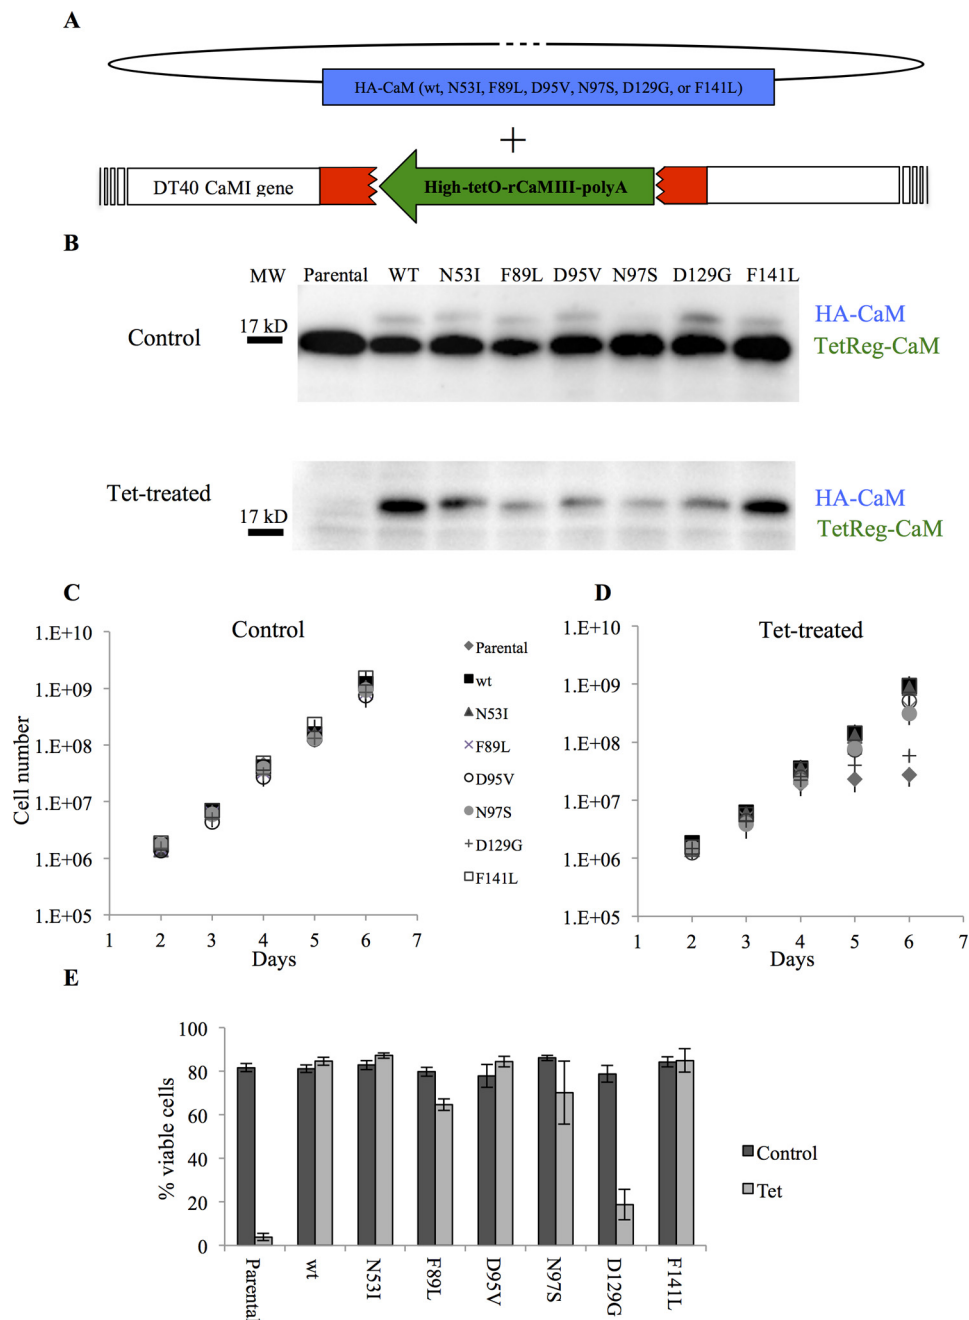 A
HA-CaM (wt, N53I, F89L, D95V, N97S, D129G, or F141L)
+
DT40 CaMI gene
High-tetO-rCaMIII-polyA
B
MW Parental WT N53I F89L D95V N97S D129G F141L
Control
17 kD
HA-CaM
TetReg-CaM
Tet-treated
17 kD
HA-CaM
TetReg-CaM
C
Control
1.E+10
1.E+09
1.E+08
1.E+07
1.E+06
1.E+05
Cell number
1 2 3 4 5 6 7
Days
Parental
wt
N53I
F89L
D95V
N97S
D129G
F141L
D
Tet-treated
1.E+10
1.E+09
1.E+08
1.E+07
1.E+06
1.E+05
1 2 3 4 5 6 7
Days
E
100
80
60
40
20
0
% viable cells
Parental
wt
N53I
F89L
D95V
N97S
D129G
F141L
Control
Tet